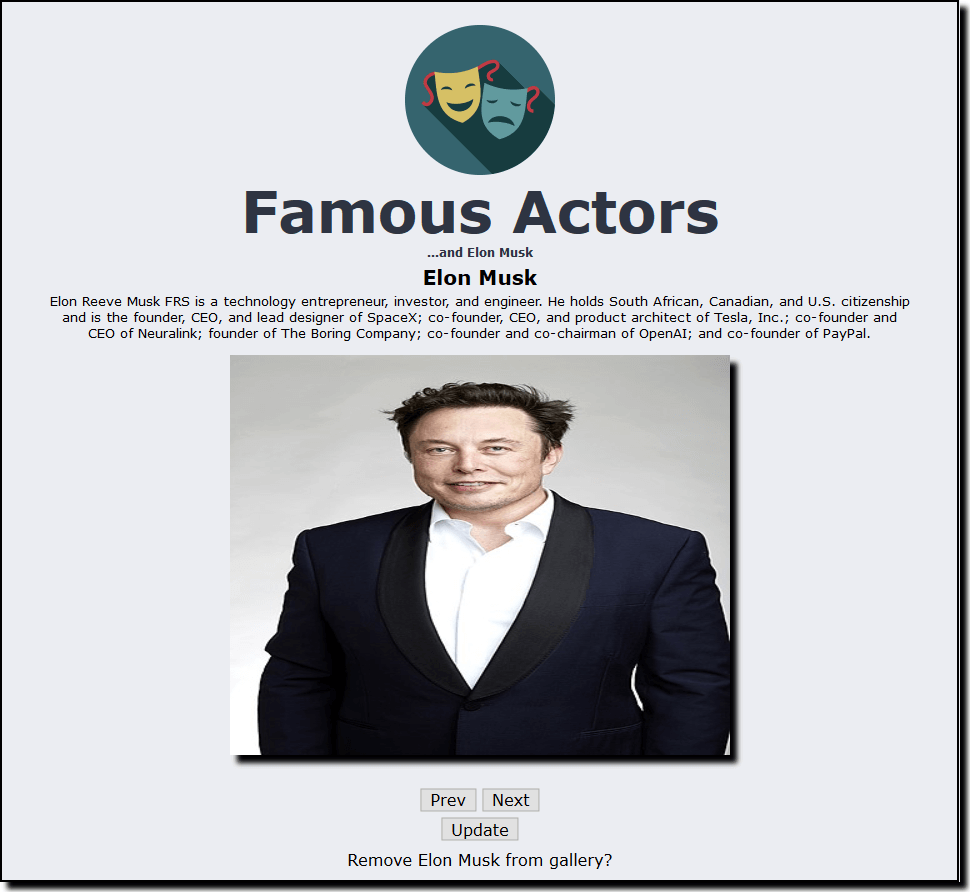 Famous Actors
...and Elon Musk
Elon Musk
Elon Reeve Musk FRS is a technology entrepreneur, investor, and engineer. He holds South African, Canadian, and U.S. citizenship
and is the founder, CEO, and lead designer of SpaceX; co-founder, CEO, and product architect of Tesla, Inc.; co-founder and
CEO of Neuralink; founder of The Boring Company; co-founder and co-chairman of OpenAI; and co-founder of PayPal.
Prev Next
Update
Remove Elon Musk from gallery?